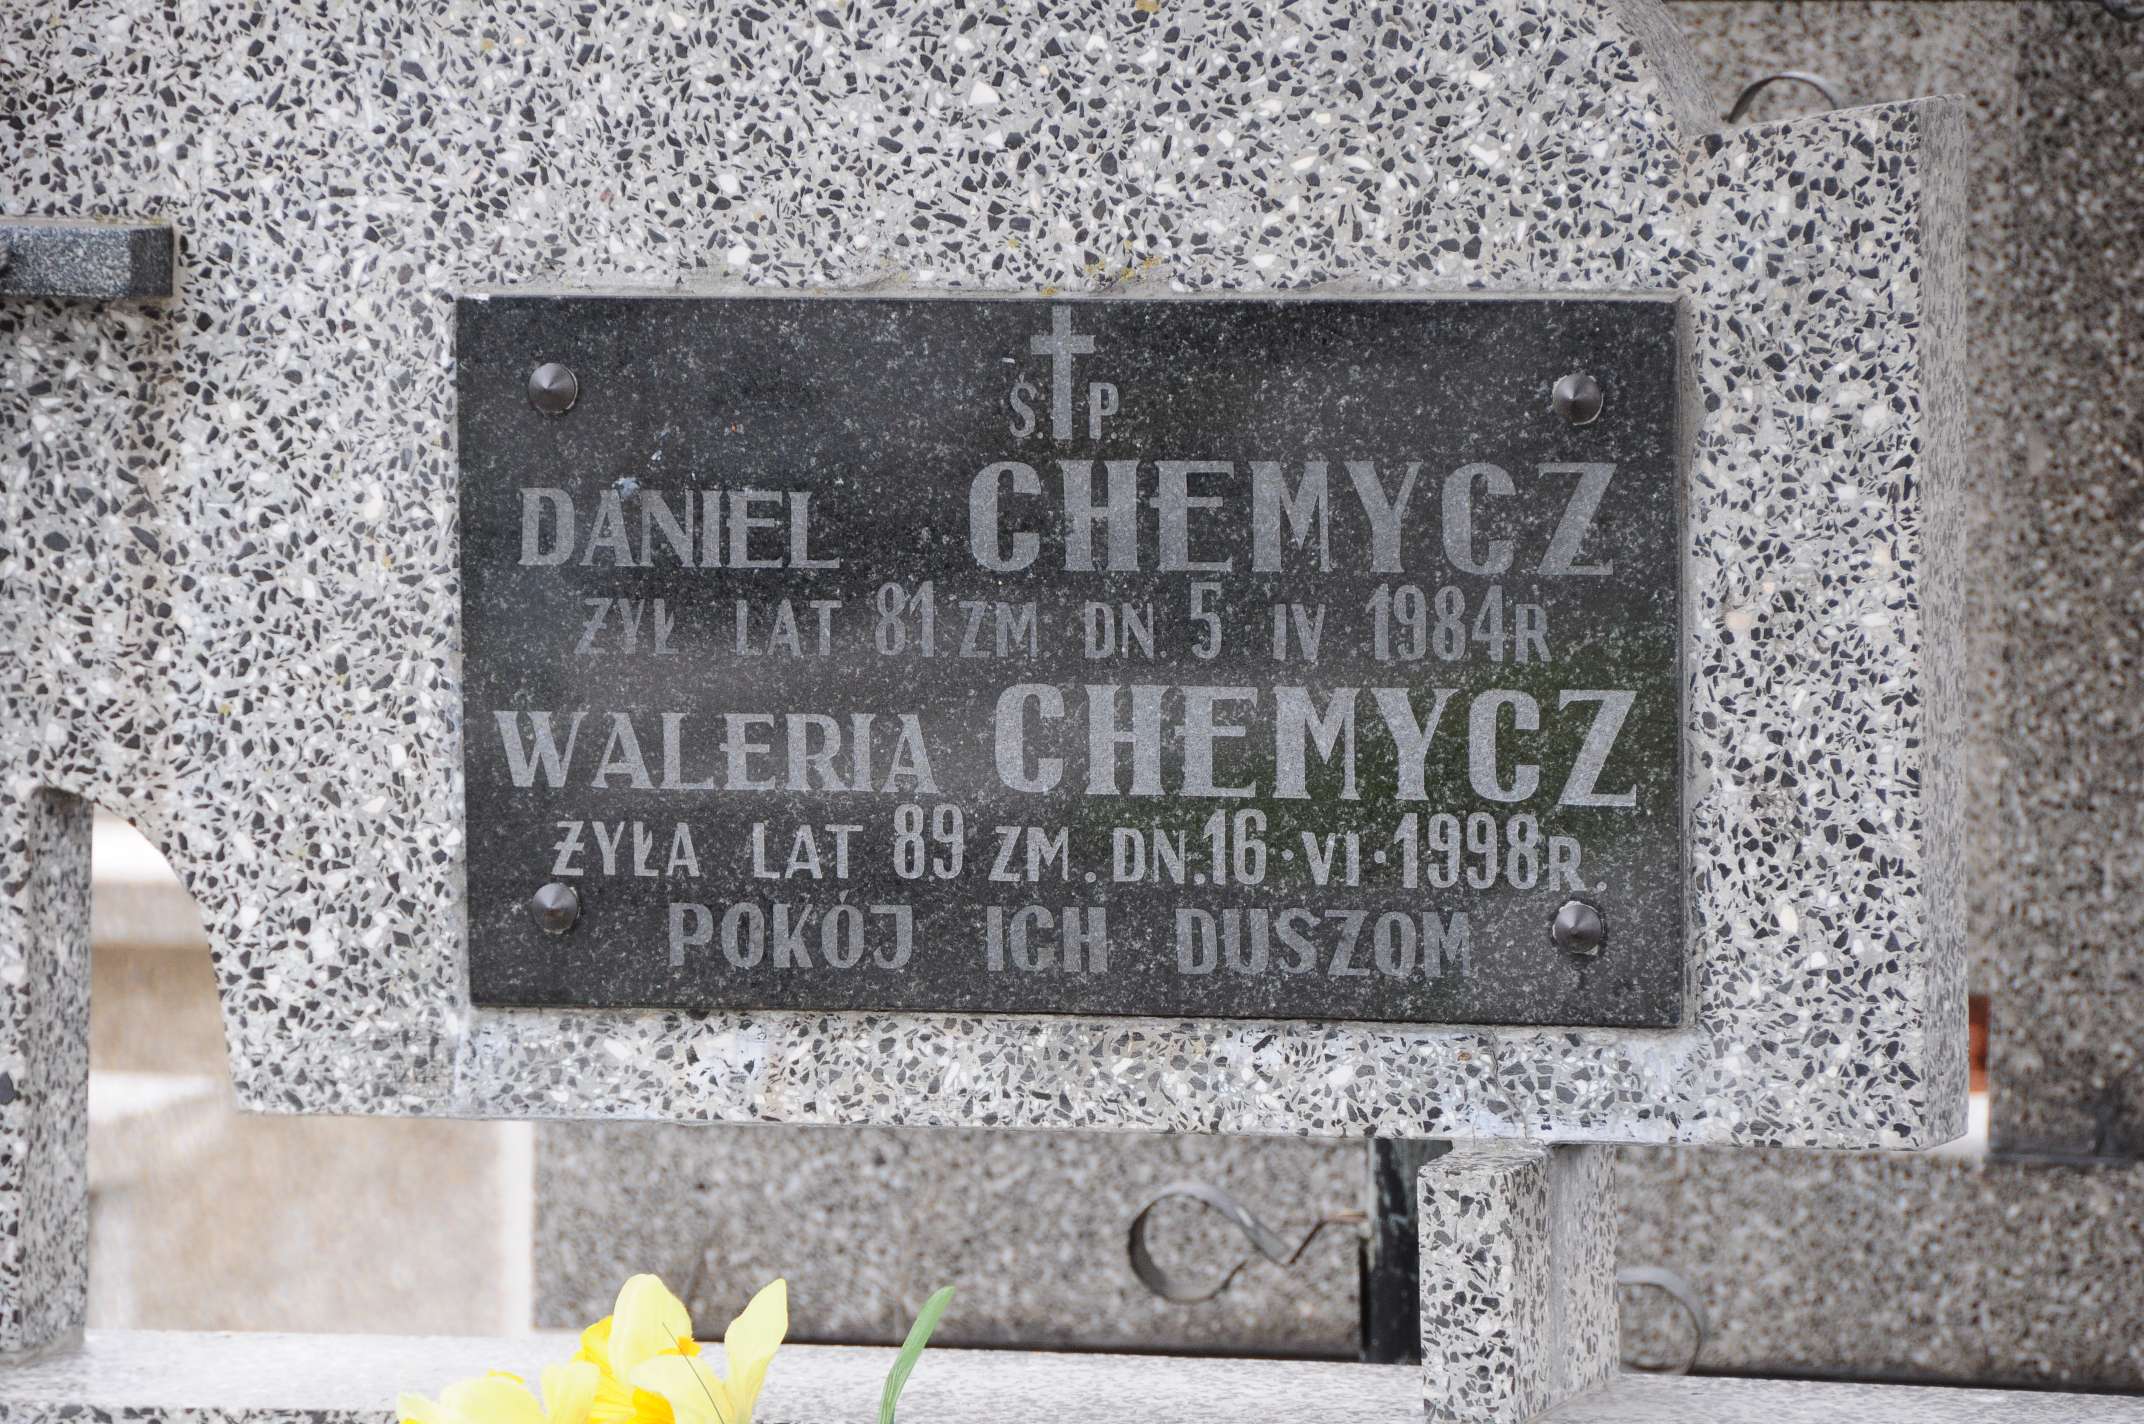 Ś. P.
DANIEL CHEMYCZ
ŻYŁ LAT 81 ZM DN. 5 · IV 1984R
WALERIA CHEMYCZ
ŻYŁA LAT 89 ZM. DN. 16 · VI · 1998R.
POKÓJ ICH DUSZOM